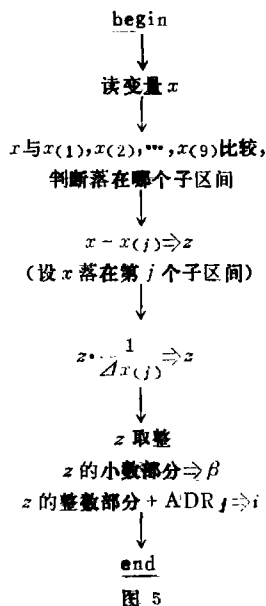 begin
读变量 x
x与x(1),x(2),…,x(9)比较,
判断落在哪个子区间
x - x(j)⇒z
(设 x 落在第 j 个子区间)
z· 1/Δx(j) ⇒z
z 取整
z 的小数部分⇒β
z 的整数部分 + ADR j⇒i
end
图 5